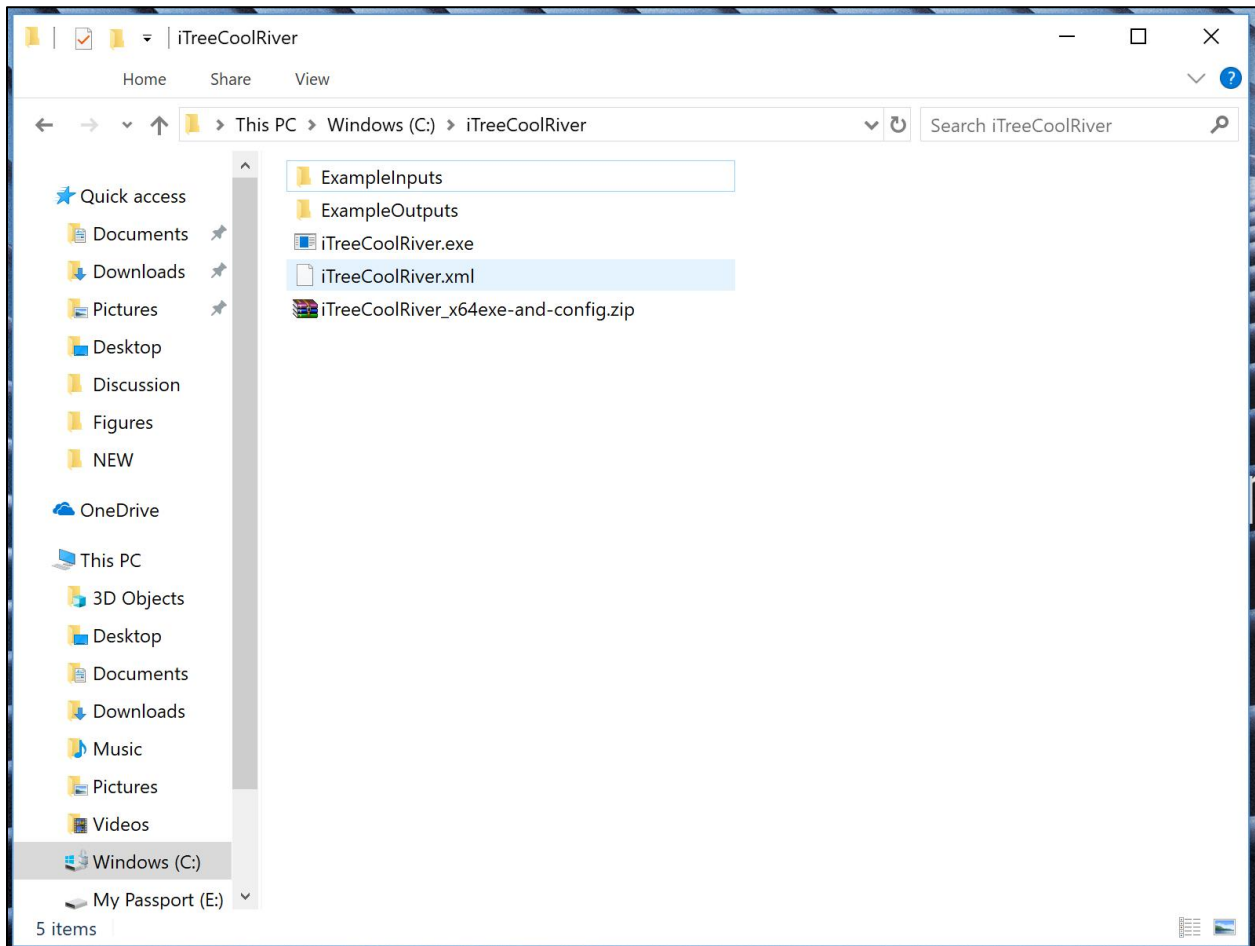 iTreeCoolRiver
Home Share View
?
This PC > Windows (C:) > iTreeCoolRiver
Search iTreeCoolRiver
Quick access
Documents
Downloads
Pictures
Desktop
Discussion
Figures
NEW
OneDrive
This PC
3D Objects
Desktop
Documents
Downloads
Music
Pictures
Videos
Windows (C:)
My Passport (E:)
ExampleInputs
ExampleOutputs
iTreeCoolRiver.exe
iTreeCoolRiver.xml
iTreeCoolRiver_x64exe-and-config.zip
5 items